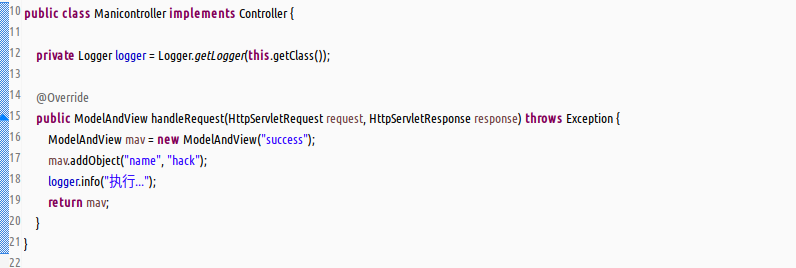 10 public class Manicontroller implements Controller {
11
12 private Logger logger = Logger.getLogger(this.getClass());
13
14 @Override
15 public ModelAndView handleRequest(HttpServletRequest request, HttpServletResponse response) throws Exception {
16 ModelAndView mav = new ModelAndView("success");
17 mav.addObject("name", "hack");
18 logger.info("执行...");
19 return mav;
20 }
21 }
22